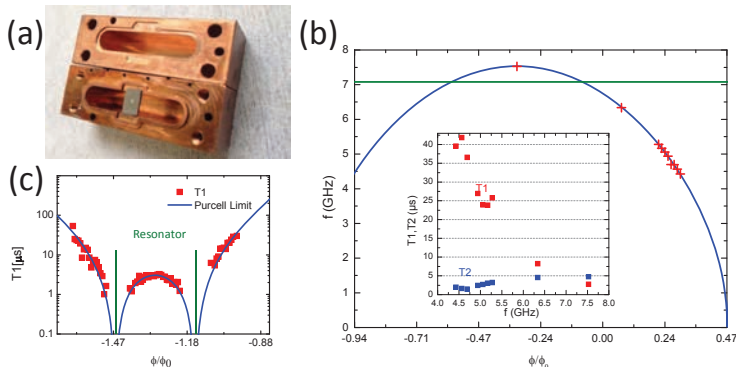 (a)
(b)
8
7
6
5
4
3
2
1
0
f (GHz)
-0.94
-0.71
-0.47
-0.24
0.00
0.24
0.47
ϕ/ϕ₀
40
35
30
25
20
15
10
5
0
T1,T2 (µs)
T1
T2
4.0 4.5 5.0 5.5 6.0 6.5 7.0 7.5 8.0
f (GHz)
(c)
T1
Purcell Limit
Resonator
100
10
1
0.1
T1[µs]
-1.47
-1.18
-0.88
ϕ/ϕ₀